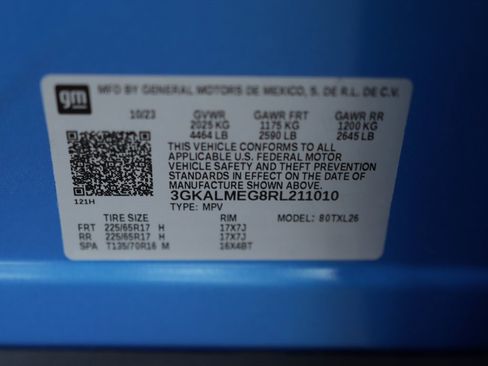 gm
MFD BY GENERAL MOTORS DE MEXICO, S. DE R.L. DE C.V.
10/23 GVWR GAWR FRT GAWR RR
2025 KG 1175 KG 1200 KG
4464 LB 2590 LB 2645 LB
THIS VEHICLE CONFORMS TO ALL
APPLICABLE U.S. FEDERAL MOTOR
VEHICLE SAFETY AND THEFT PREVENTION
STANDARDS IN EFFECT ON THE DATE OF
MANUFACTURE SHOWN ABOVE.
121H
3GKALMEG8RL211010
TYPE: MPV MODEL: 80TXL26
TIRE SIZE RIM
FRT 225/65R17 H 17X7J
RR 225/65R17 H 17X7J
SPA T135/70R16 M 16X4BT